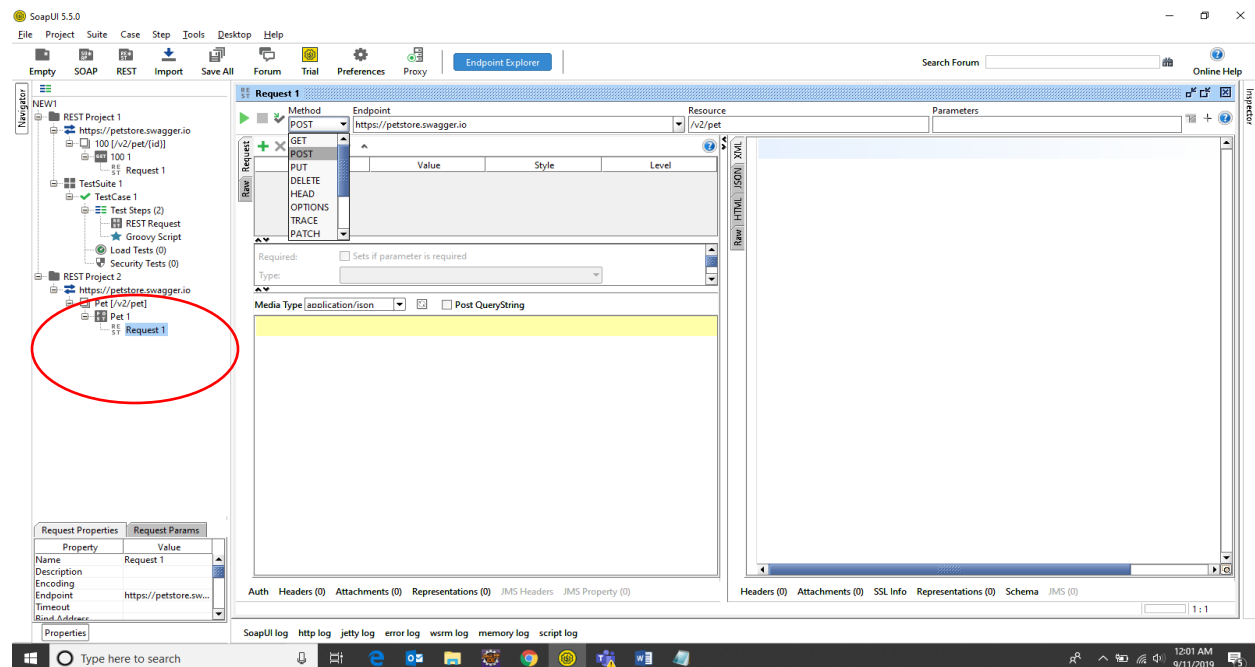 SoapUI 5.5.0
File Project Suite Case Step Tools Desktop Help
Empty SOAP REST Import Save All Forum Trial Preferences Proxy Endpoint Explorer Search Forum Online Help
Navigator
NEW1
REST Project 1
https://petstore.swagger.io
100 [/v2/pet/{id}]
GET 100 1
REST Request 1
TestSuite 1
TestCase 1
Test Steps (2)
REST Request
Groovy Script
Load Tests (0)
Security Tests (0)
REST Project 2
https://petstore.swagger.io
Pet [/v2/pet]
Pet 1
REST Request 1
Request Properties Request Params
Property Value
Name Request 1
Description
Encoding
Endpoint https://petstore.sw...
Timeout
Bind Address
Properties
REST Request 1
Method Endpoint Resource Parameters
POST https://petstore.swagger.io /v2/pet
GET
POST
PUT
DELETE
HEAD
OPTIONS
TRACE
PATCH
Request
Raw
Value Style Level
Required: Sets if parameter is required
Type:
Media Type application/json Post QueryString
Auth Headers (0) Attachments (0) Representations (0) JMS Headers JMS Property (0)
XML
JSON
HTML
Raw
Headers (0) Attachments (0) SSL Info Representations (0) Schema JMS (0)
1 : 1
Inspector
SoapUI log http log jetty log error log wsrm log memory log script log
Type here to search
12:01 AM
9/11/2019